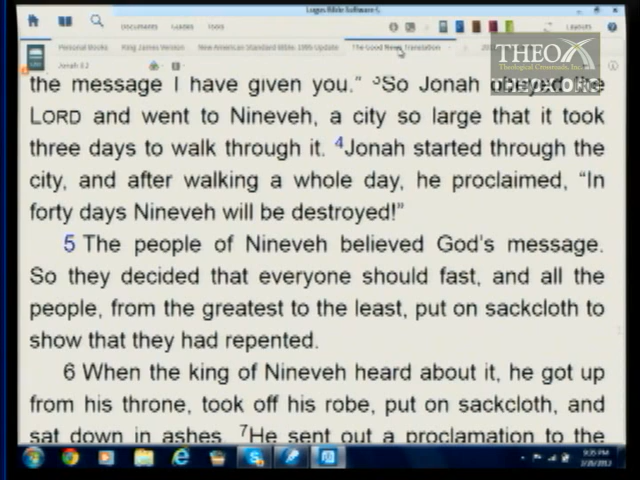 Logos Bible Software 5
Documents Guides Tools
Layouts
Personal Books King James Version New American Standard Bible: 1995 Update The Good News Translation
Jonah 3:2
THEO
Theological Crossroads, Inc.
the message I have given you.” ³So Jonah obeyed the
LORD and went to Nineveh, a city so large that it took
three days to walk through it. ⁴Jonah started through the
city, and after walking a whole day, he proclaimed, “In
forty days Nineveh will be destroyed!”
5 The people of Nineveh believed God's message.
So they decided that everyone should fast, and all the
people, from the greatest to the least, put on sackcloth to
show that they had repented.
6 When the king of Nineveh heard about it, he got up
from his throne, took off his robe, put on sackcloth, and
sat down in ashes. ⁷He sent out a proclamation to the
9:35 PM